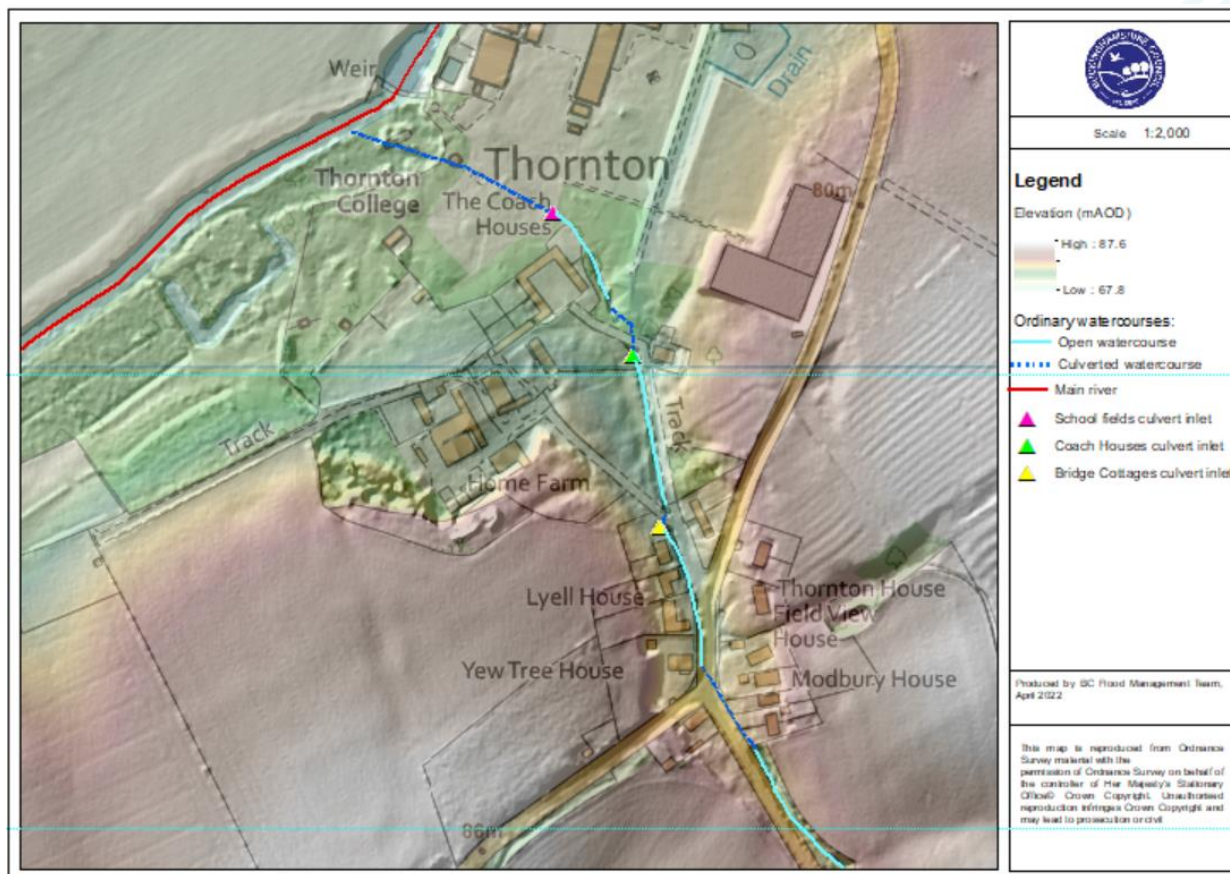 Weir
Drain
Thornton
Thornton
College
The Coach
Houses
80m
Track
Track
Home Farm
Lyell House
Thornton House
Field View
House
Yew Tree House
Modbury House
86m
BUCKINGHAMSHIRE COUNCIL
Scale 1:2,000
Legend
Elevation (mAOD)
High : 87.6
Low : 67.8
Ordinary watercourses:
Open watercourse
Culverted watercourse
Main river
School fields culvert inlet
Coach Houses culvert inlet
Bridge Cottages culvert inlet
Produced by BC Flood Management Team,
April 2022
This map is reproduced from Ordnance
Survey material with the
permission of Ordnance Survey on behalf of
the controller of Her Majesty's Stationary
Office© Crown Copyright. Unauthorised
reproduction infringes Crown Copyright and
may lead to prosecution or civil